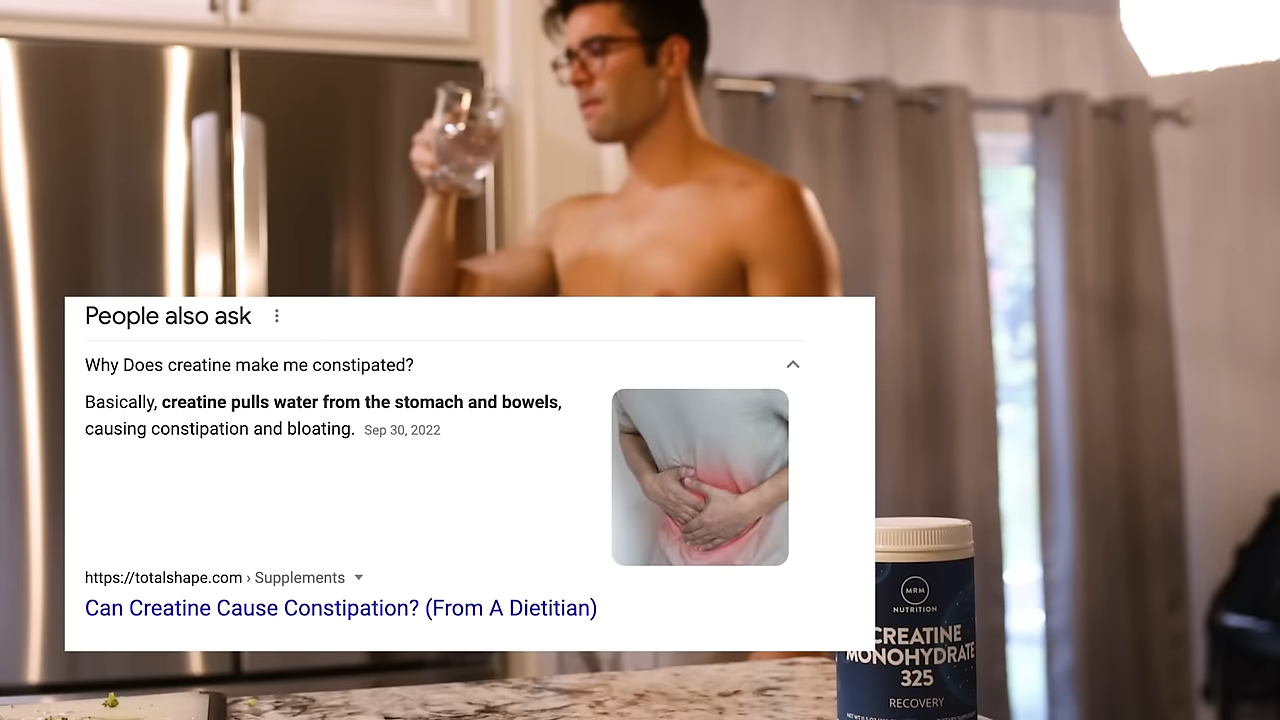 People also ask
Why Does creatine make me constipated?
Basically, creatine pulls water from the stomach and bowels,
causing constipation and bloating. Sep 30, 2022
https://totalshape.com › Supplements
Can Creatine Cause Constipation? (From A Dietitian)
MRM
NUTRITION
CREATINE
MONOHYDRATE
325
RECOVERY